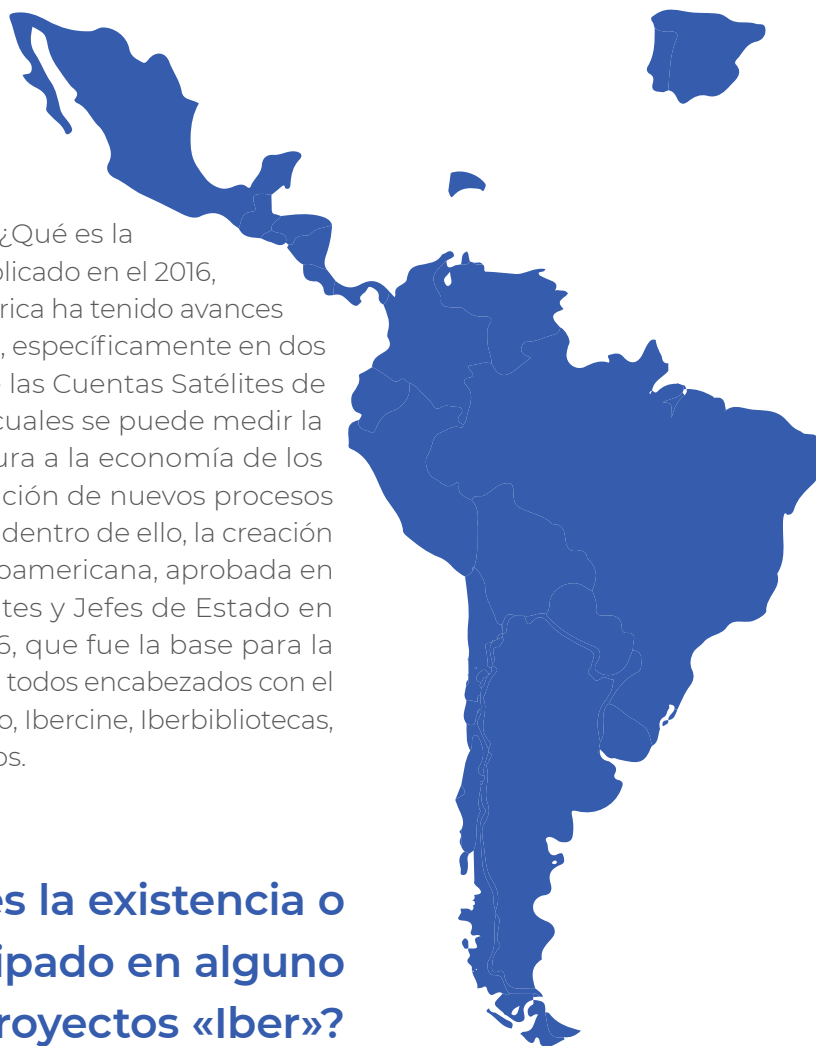 ¿Qué es la
plicado en el 2016,
rica ha tenido avances
, específicamente en dos
las Cuentas Satélites de
cuales se puede medir la
ura a la economía de los
ción de nuevos procesos
dentro de ello, la creación
oamericana, aprobada en
tes y Jefes de Estado en
6, que fue la base para la
todos encabezados con el
o, Ibercine, Iberbibliotecas,
os.
es la existencia o
ipado en alguno
royectos «Iber»?